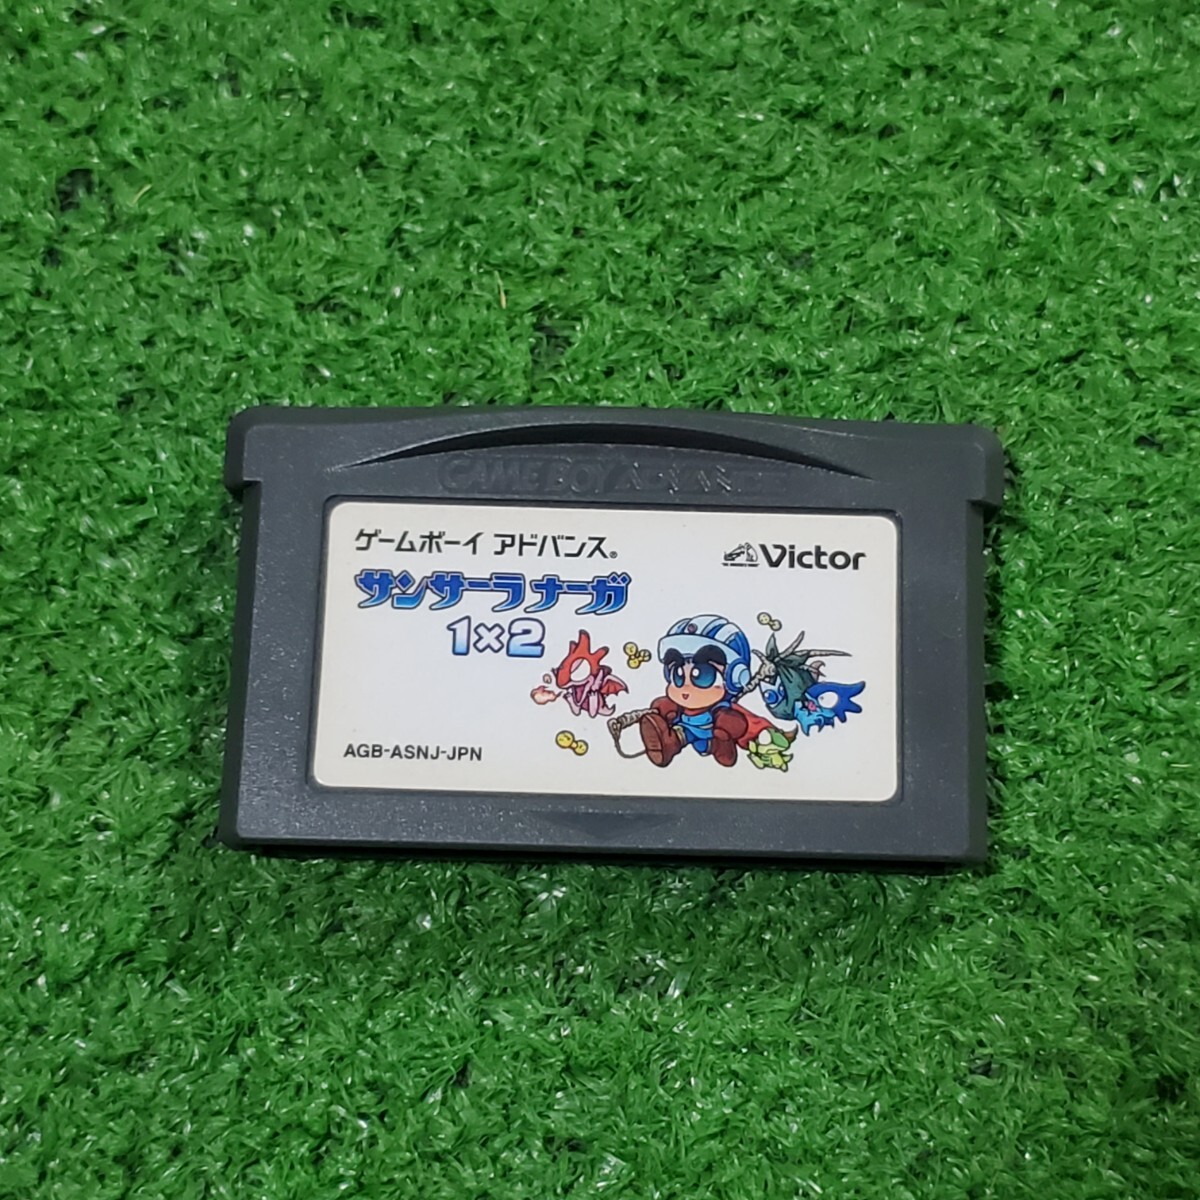 GAME BOY ADVANCE
ゲームボーイ アドバンス®
Victor
サンサーラ ナーガ
1×2
AGB-ASNJ-JPN